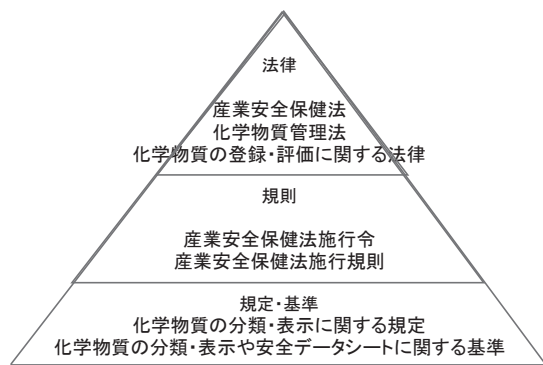 法律
産業安全保健法
化学物質管理法
化学物質の登録・評価に関する法律
規則
産業安全保健法施行令
産業安全保健法施行規則
規定・基準
化学物質の分類・表示に関する規定
化学物質の分類・表示や安全データシートに関する基準